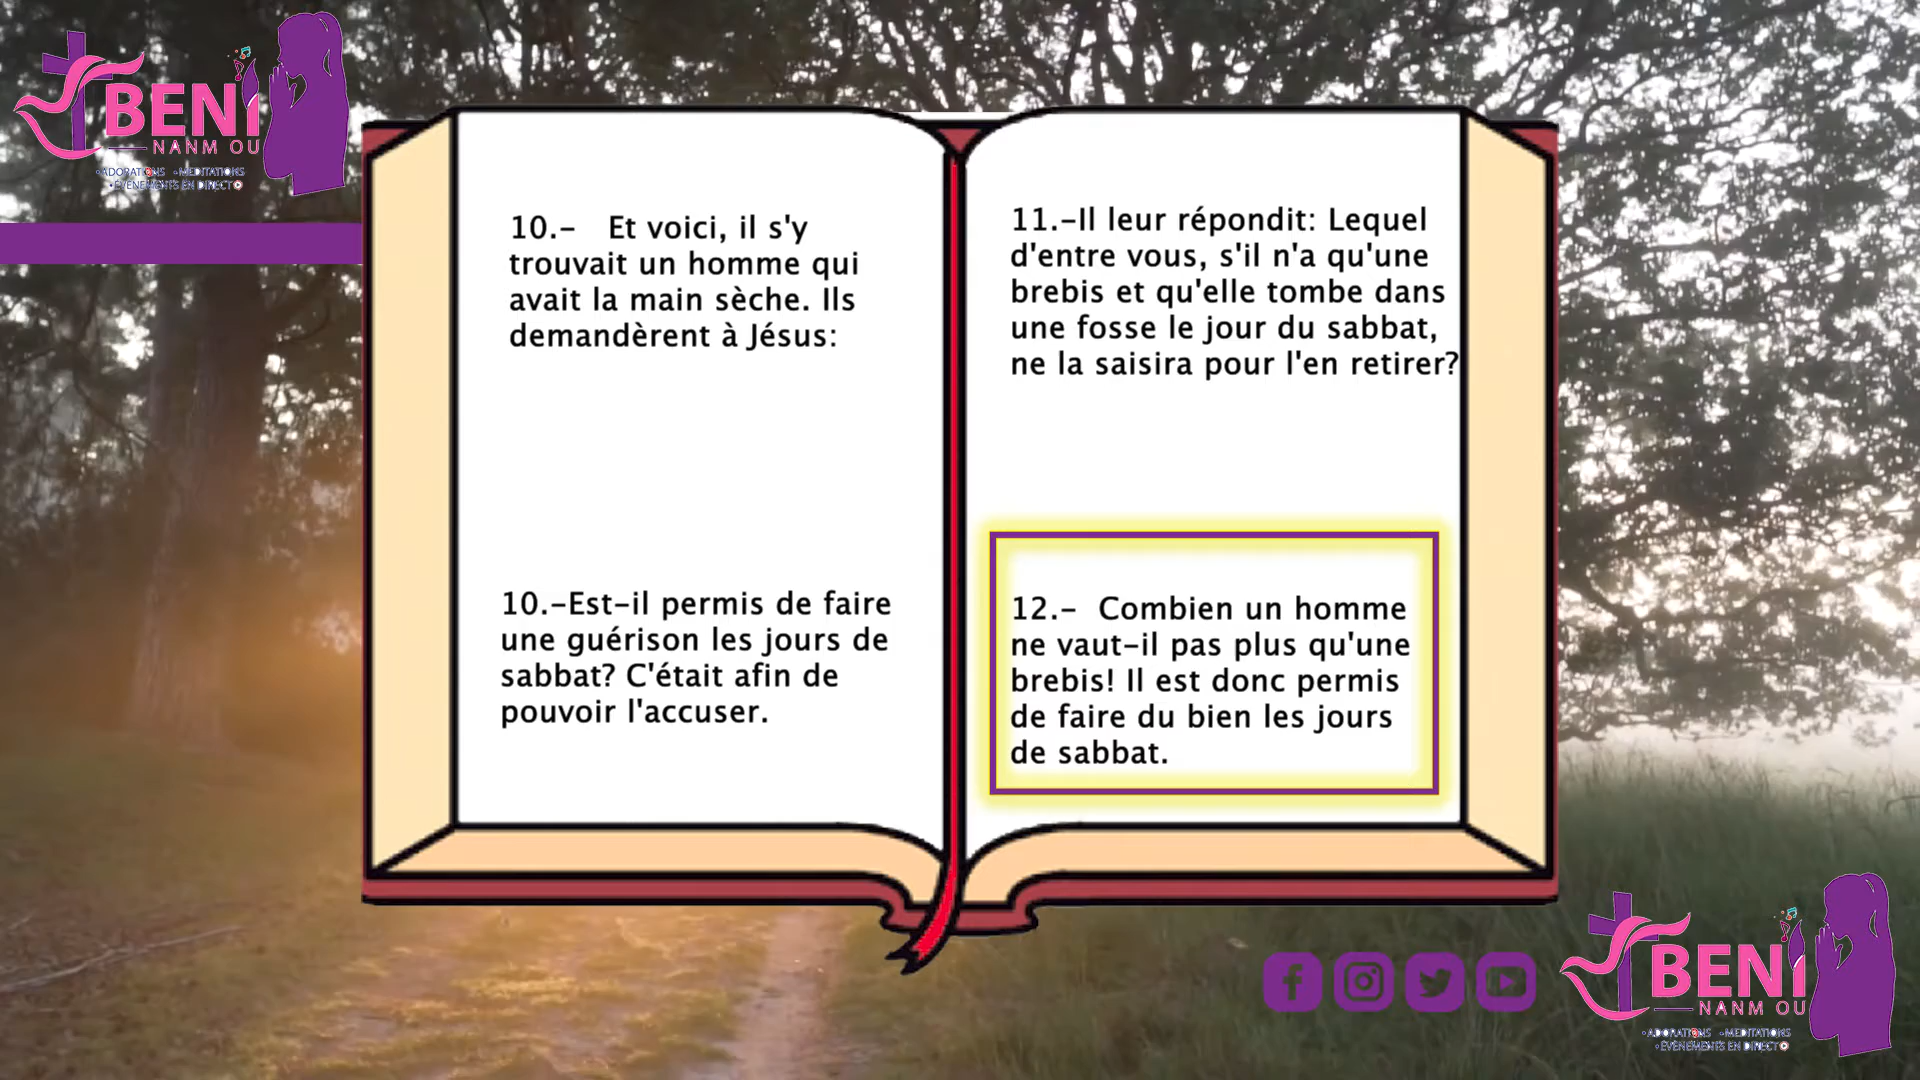 BENI
NANM OU
•ADORATIONS •MEDITATIONS
•ÉVÉNEMENTS EN DIRECT
10.- Et voici, il s'y
trouvait un homme qui
avait la main sèche. Ils
demandèrent à Jésus:
10.-Est-il permis de faire
une guérison les jours de
sabbat? C'était afin de
pouvoir l'accuser.
11.-Il leur répondit: Lequel
d'entre vous, s'il n'a qu'une
brebis et qu'elle tombe dans
une fosse le jour du sabbat,
ne la saisira pour l'en retirer?
12.- Combien un homme
ne vaut-il pas plus qu'une
brebis! Il est donc permis
de faire du bien les jours
de sabbat.
BENI
NANM OU
•ADORATIONS •MEDITATIONS
•ÉVÉNEMENTS EN DIRECT